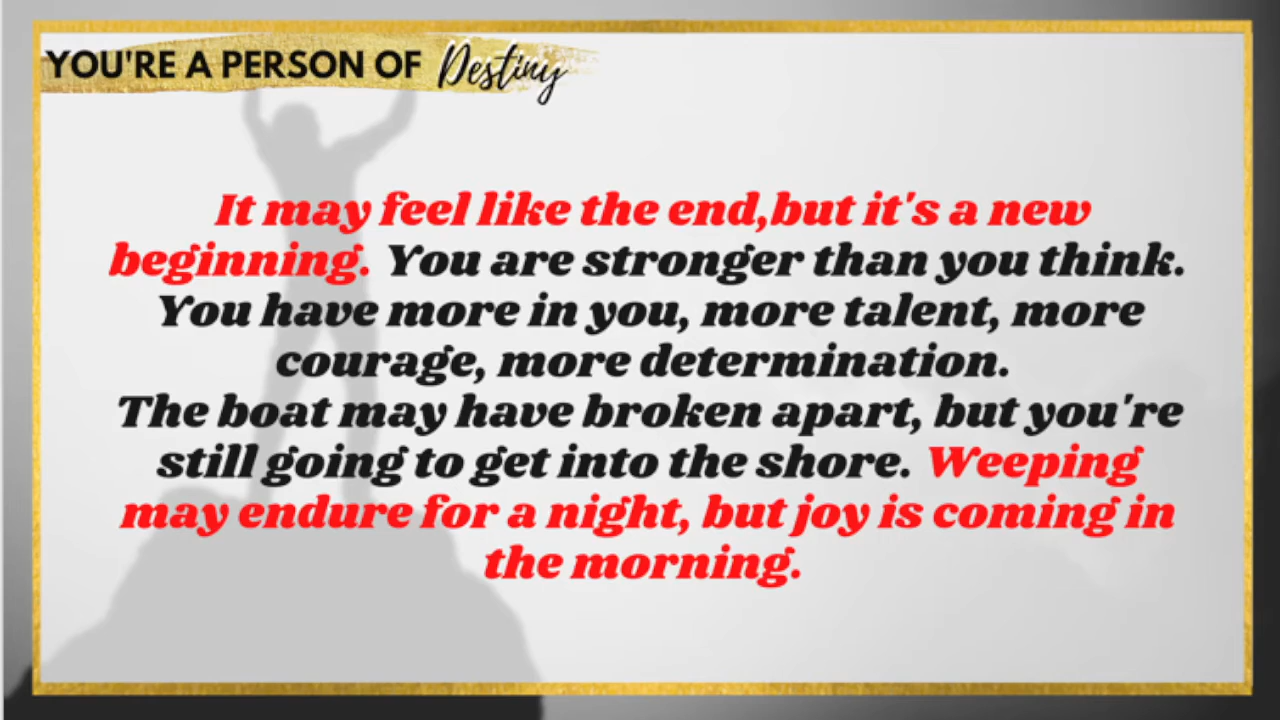 YOU'RE A PERSON OF Destiny
It may feel like the end,but it's a new
beginning. You are stronger than you think.
You have more in you, more talent, more
courage, more determination.
The boat may have broken apart, but you're
still going to get into the shore. Weeping
may endure for a night, but joy is coming in
the morning.